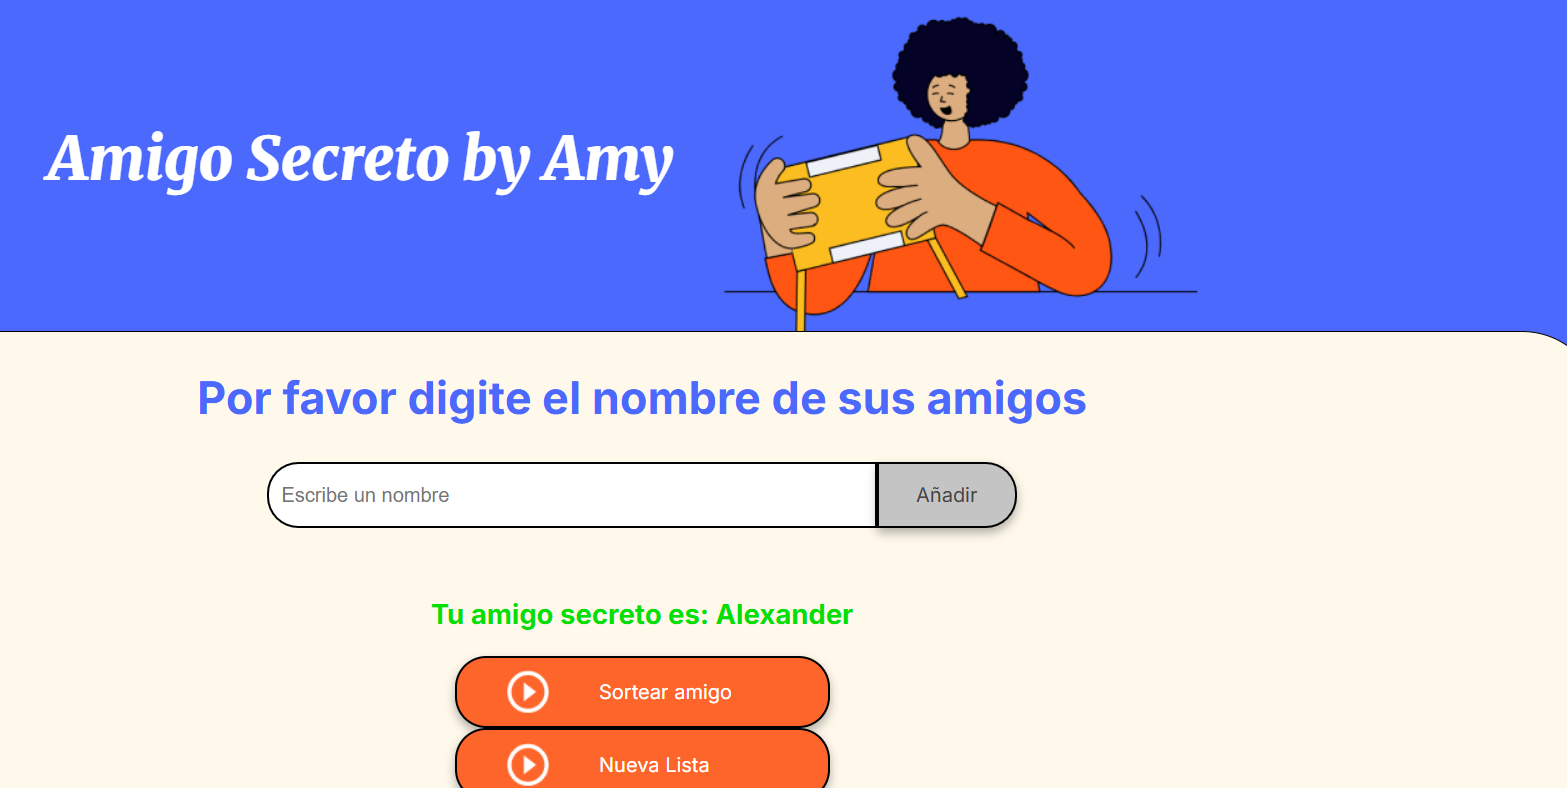 Amigo Secreto by Amy
Por favor digite el nombre de sus amigos
Escribe un nombre
Añadir
Tu amigo secreto es: Alexander
Sortear amigo
Nueva Lista